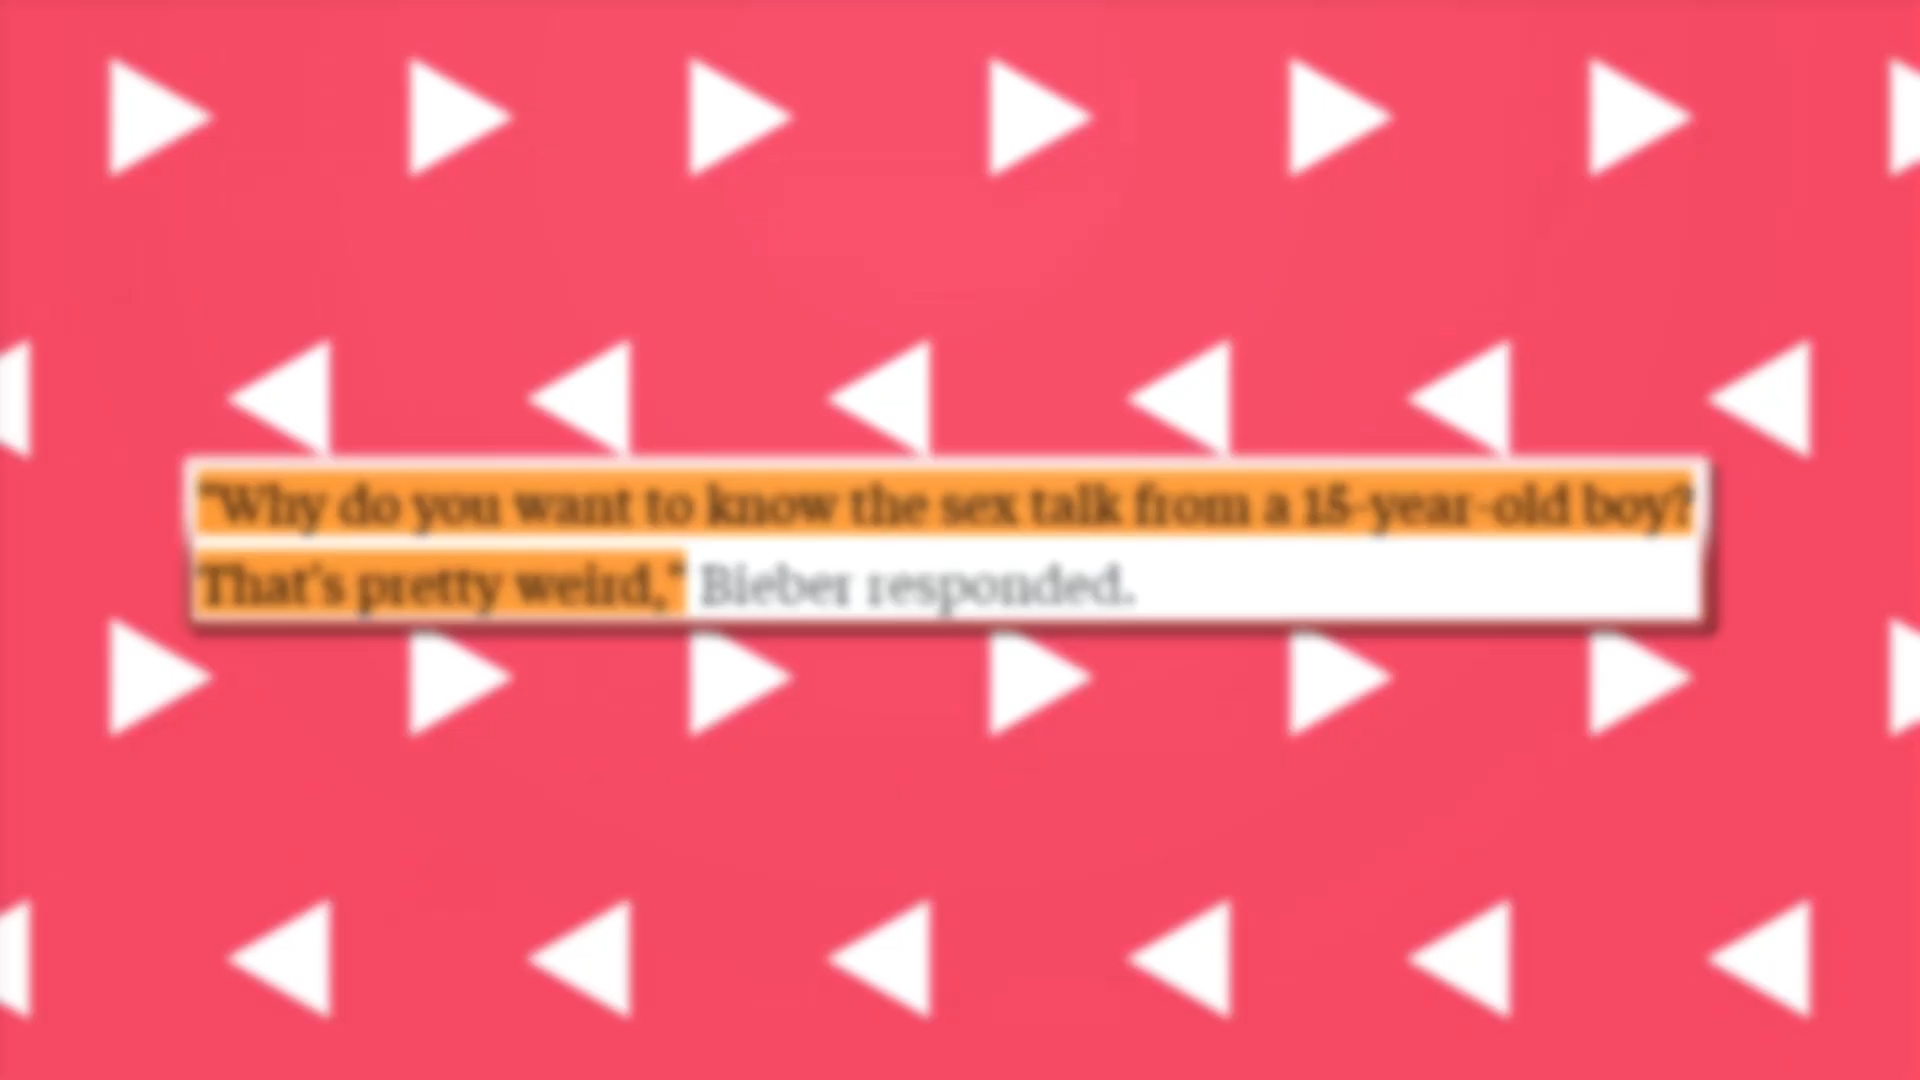 "Why do you want to know the sex talk from a 15-year-old boy?
That's pretty weird," Bieber responded.